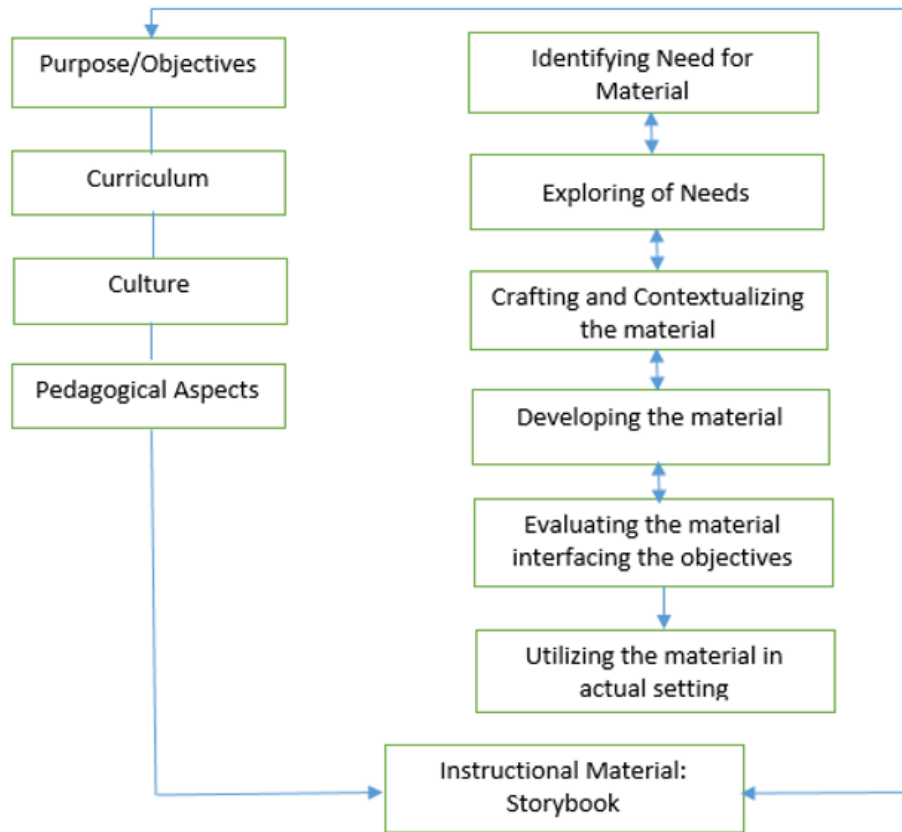 Purpose/Objectives
Curriculum
Culture
Pedagogical Aspects
Identifying Need for
Material
Exploring of Needs
Crafting and Contextualizing
the material
Developing the material
Evaluating the material
interfacing the objectives
Utilizing the material in
actual setting
Instructional Material:
Storybook